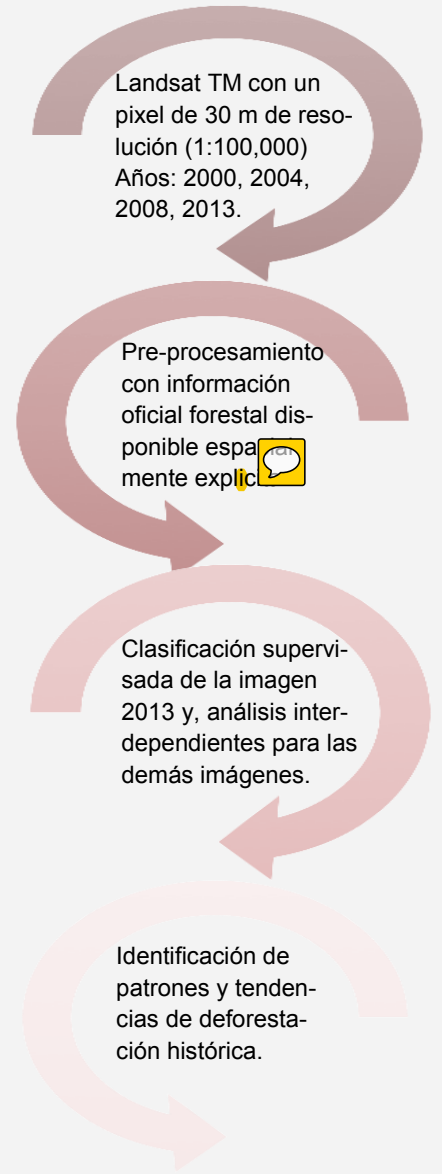 Landsat TM con un
pixel de 30 m de reso-
lución (1:100,000)
Años: 2000, 2004,
2008, 2013.
Pre-procesamiento
con información
oficial forestal dis-
ponible
mente
Clasificación supervi-
sada de la imagen
2013 y, análisis inter-
dependientes para las
demás imágenes.
Identificación de
patrones y tenden-
cias de deforesta-
ción histórica.